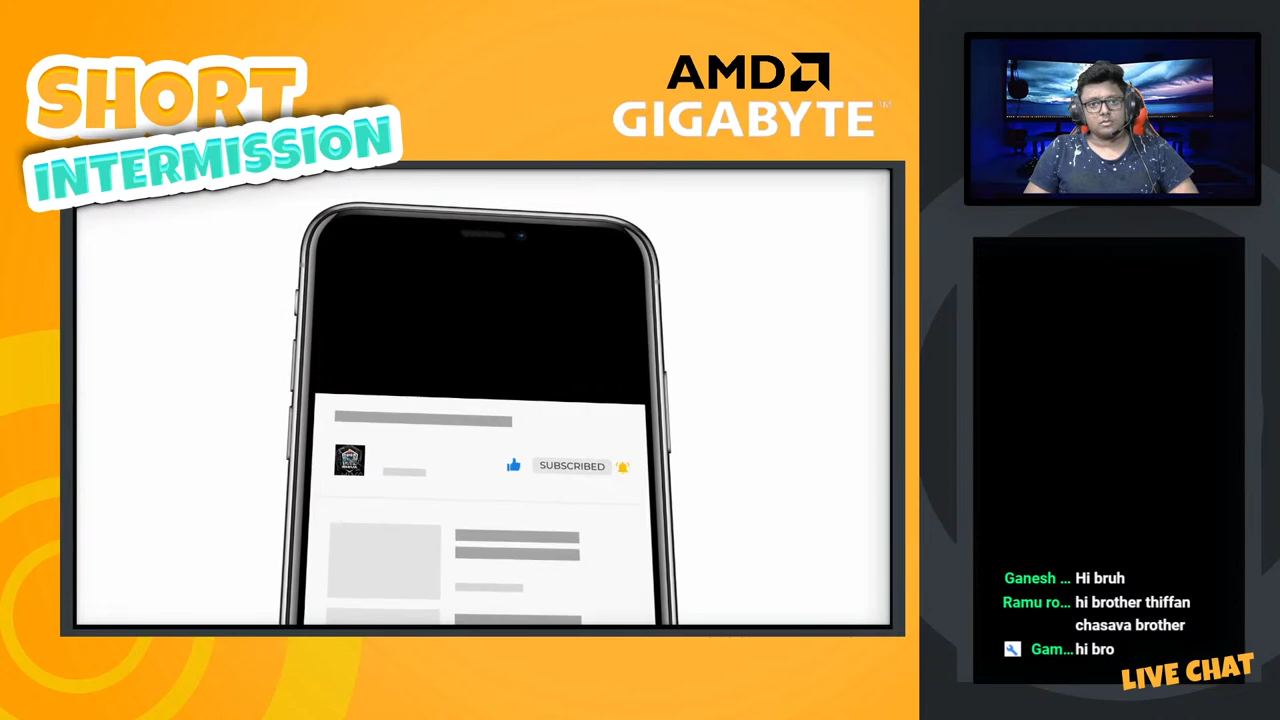 SHORT
INTERMISSION
AMD
GIGABYTE™
SUBSCRIBED
Ganesh ... Hi bruh
Ramu ro... hi brother thiffan
chasava brother
Gam... hi bro
LIVE CHAT